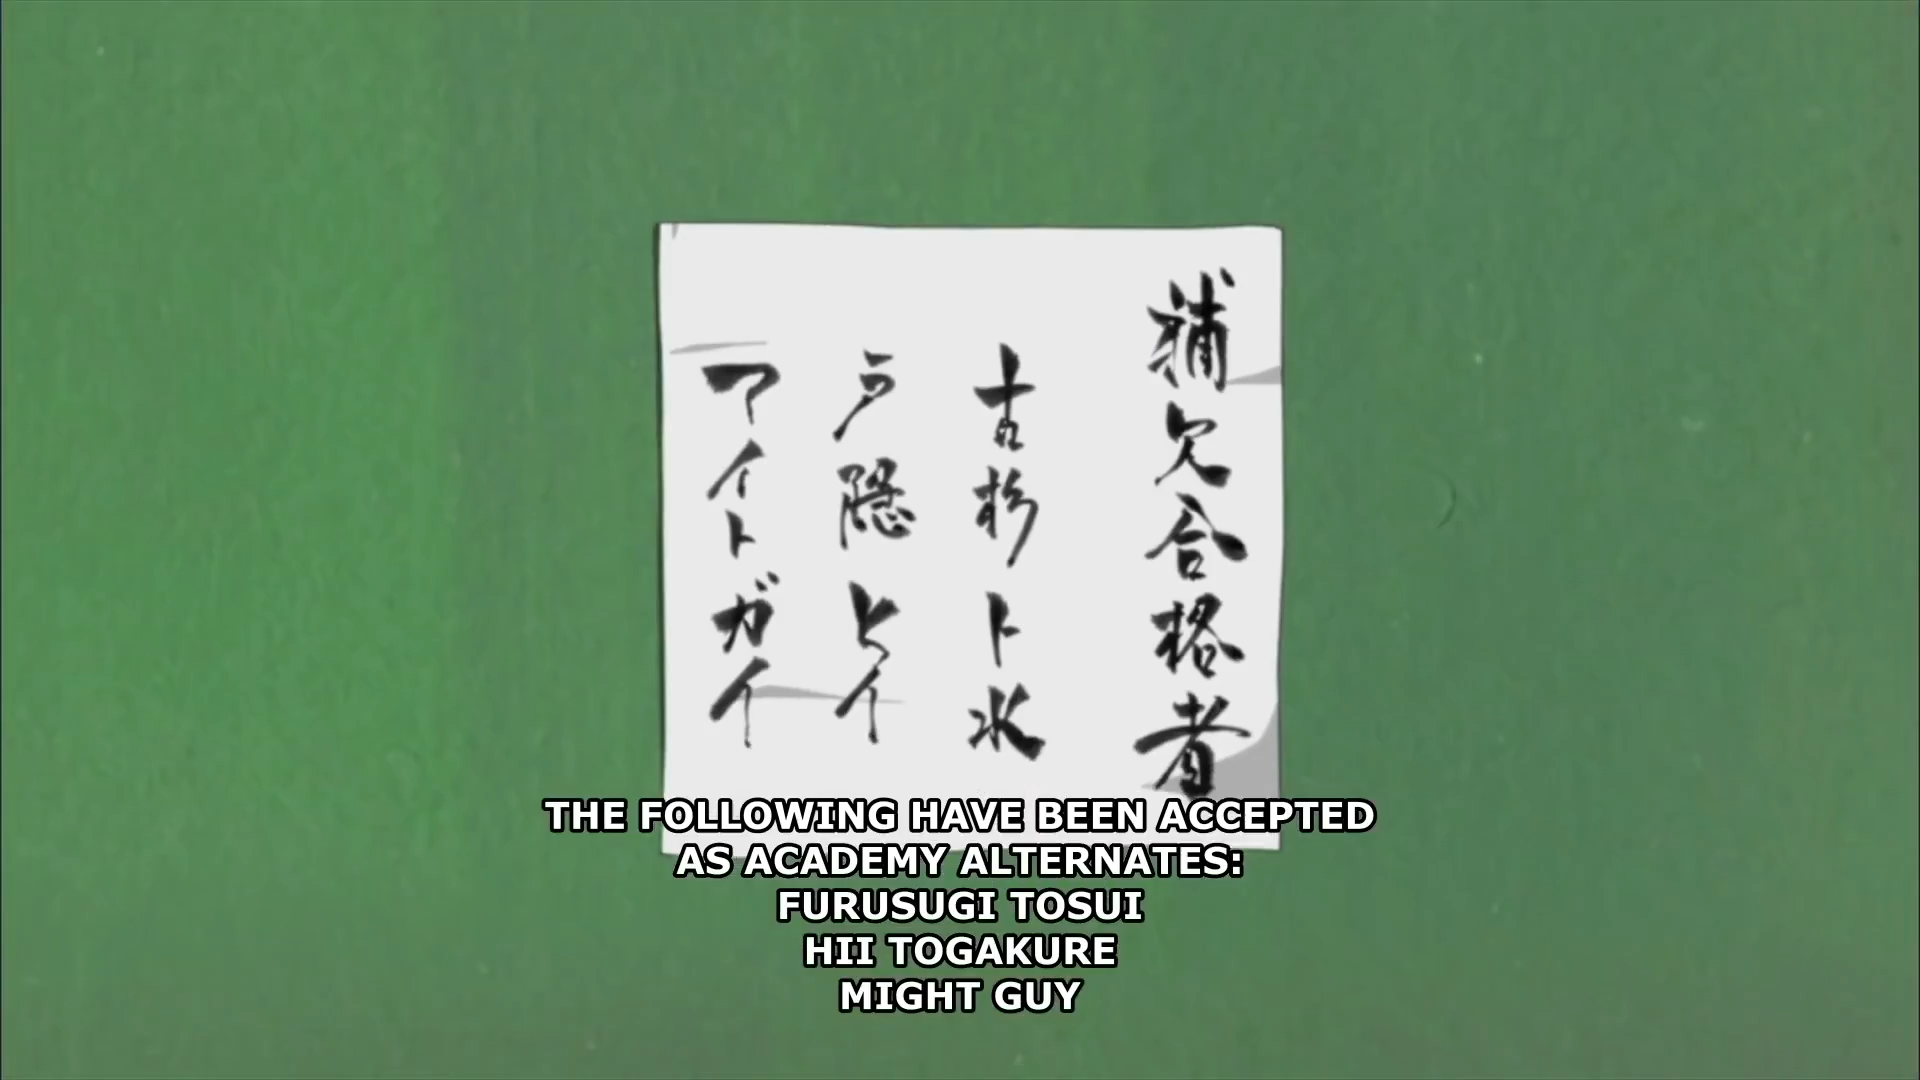 補欠合格者
古杉ト水
戸隠ヒイ
マイトガイ
THE FOLLOWING HAVE BEEN ACCEPTED
AS ACADEMY ALTERNATES:
FURUSUGI TOSUI
HII TOGAKURE
MIGHT GUY